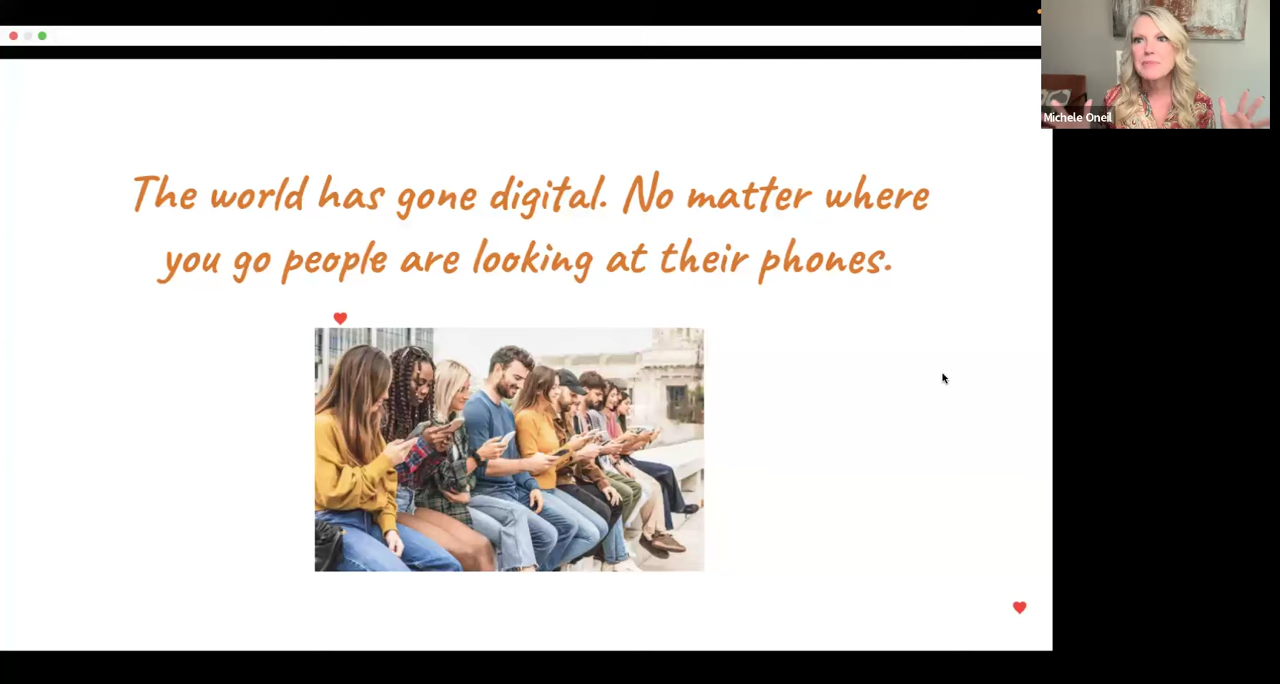 Michele Oneil
The world has gone digital. No matter where
you go people are looking at their phones.